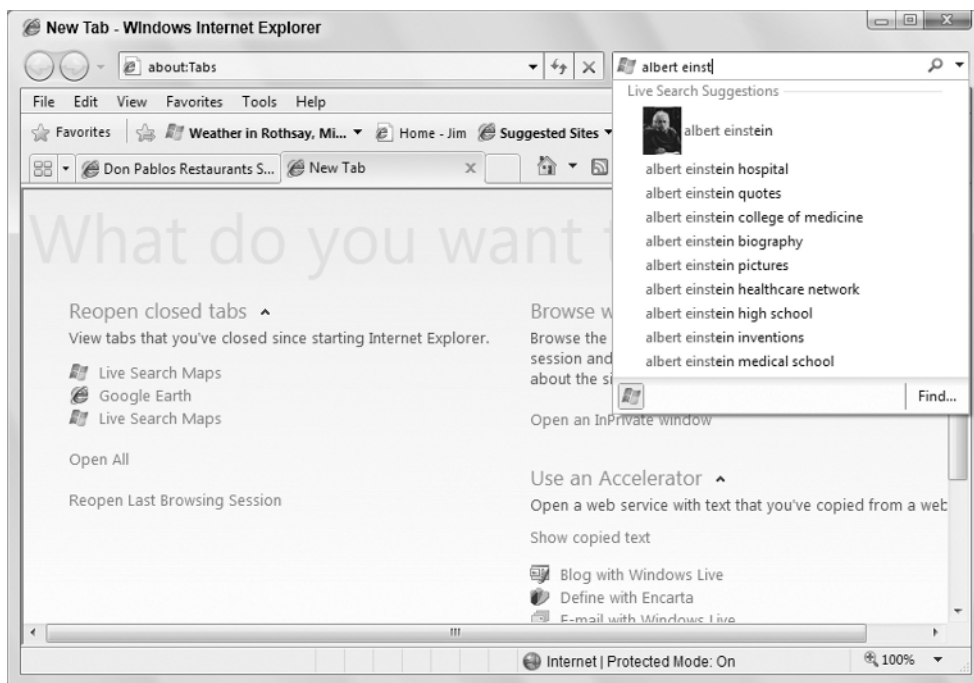 New Tab - Windows Internet Explorer
about:Tabs
albert einst
File Edit View Favorites Tools Help
Live Search Suggestions
albert einstein
Favorites Weather in Rothsay, Mi... Home - Jim Suggested Sites
Don Pablos Restaurants S... New Tab
albert einstein hospital
albert einstein quotes
albert einstein college of medicine
albert einstein biography
albert einstein pictures
albert einstein healthcare network
albert einstein high school
albert einstein inventions
albert einstein medical school
Find...
What do you want
Reopen closed tabs
View tabs that you've closed since starting Internet Explorer.
Live Search Maps
Google Earth
Live Search Maps
Open All
Reopen Last Browsing Session
Browse w
Browse the
session and
about the si
Open an InPrivate window
Use an Accelerator
Open a web service with text that you've copied from a web
Show copied text
Blog with Windows Live
Define with Encarta
E-mail with Windows Live
Internet | Protected Mode: On
100%